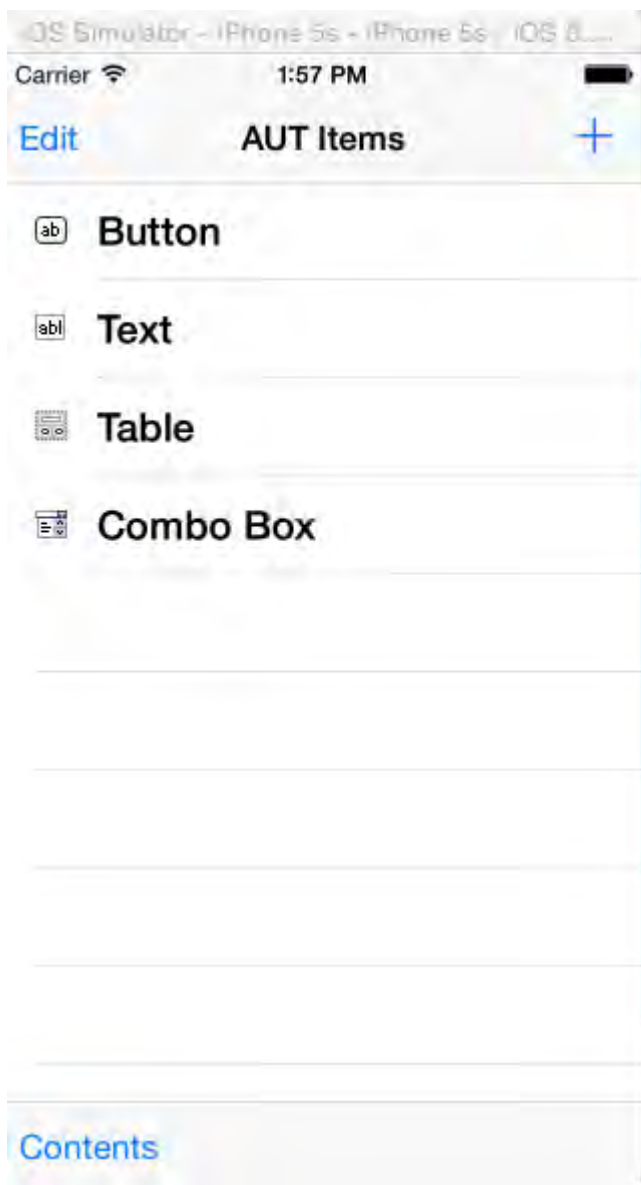 iOS Simulator - iPhone 5s - iPhone 5s / iOS 8....
Carrier 1:57 PM
Edit AUT Items +
ab Button
abl Text
Table
Combo Box
Contents